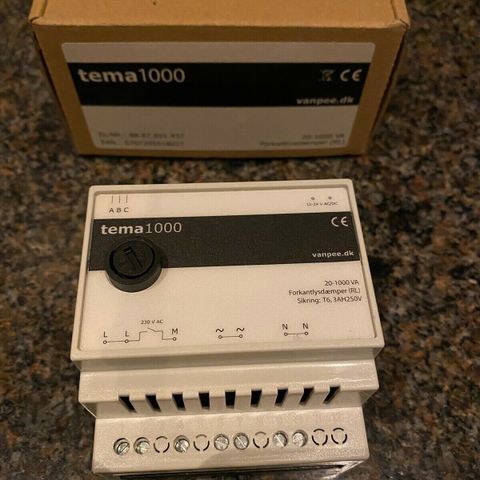 tema1000
CE
vanpee.dk
20-1000 VA
Forkantlysdæmper (RL)
A B C
12-24 V AC/DC
tema1000
CE
vanpee.dk
20-1000 VA
Forkantlysdæmper (RL)
Sikring: T6, 3AH250V
230 V AC
L L M ~ ~ N N